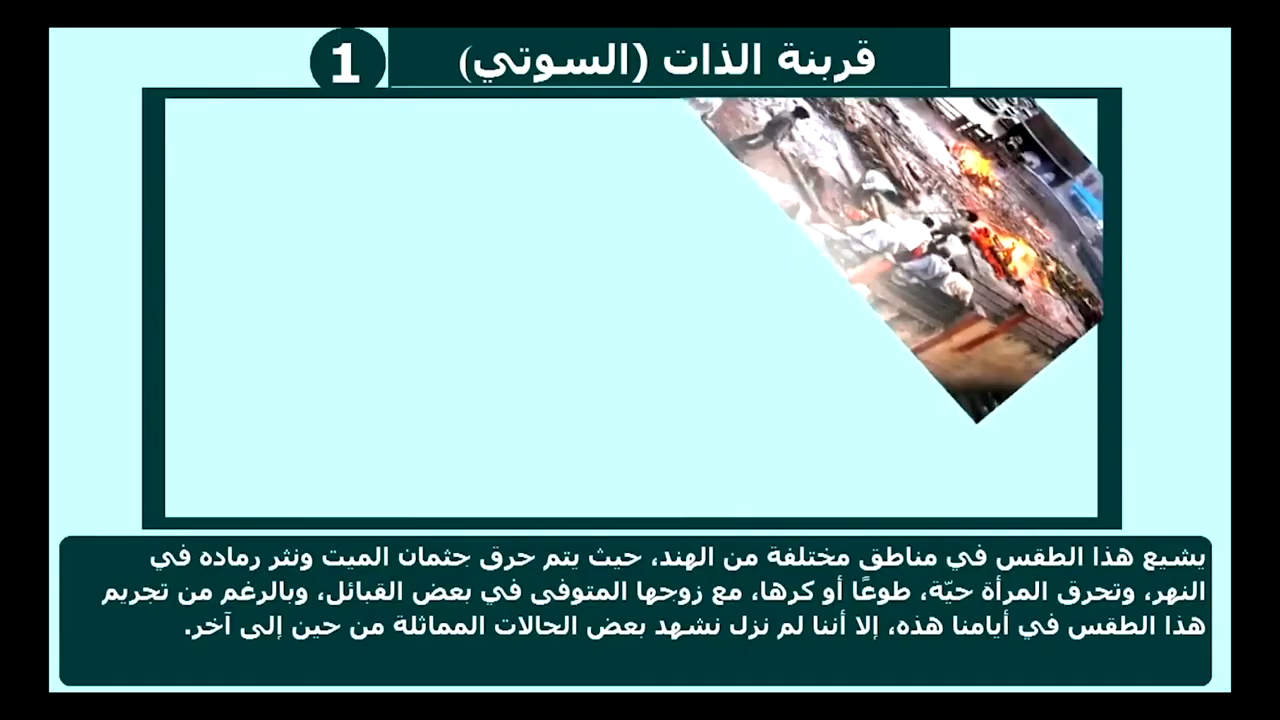 1
قربنة الذات (السوتي)
يشيع هذا الطقس في مناطق مختلفة من الهند، حيث يتم حرق جثمان الميت ونثر رماده في
النهر، وتحرق المرأة حيّة، طوعًا أو كرها، مع زوجها المتوفى في بعض القبائل، وبالرغم من تجريم
هذا الطقس في أيامنا هذه، إلا أننا لم نزل نشهد بعض الحالات المماثلة من حين إلى آخر.